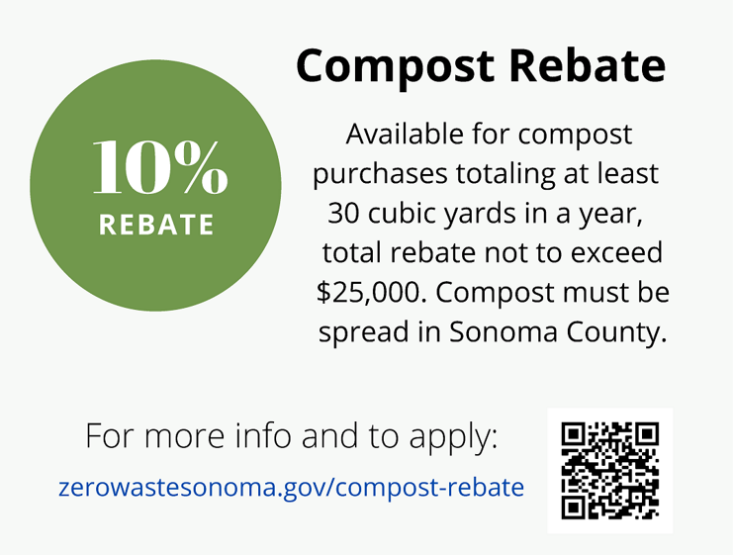 Compost Rebate
10%
REBATE
Available for compost
purchases totaling at least
30 cubic yards in a year,
total rebate not to exceed
$25,000. Compost must be
spread in Sonoma County.
For more info and to apply:
zerowastesonoma.gov/compost-rebate